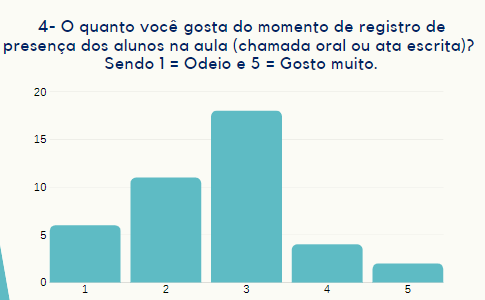 4- O quanto você gosta do momento de registro de
presença dos alunos na aula (chamada oral ou ata escrita)?
Sendo 1 = Odeio e 5 = Gosto muito.
20
15
10
5
0
1 2 3 4 5